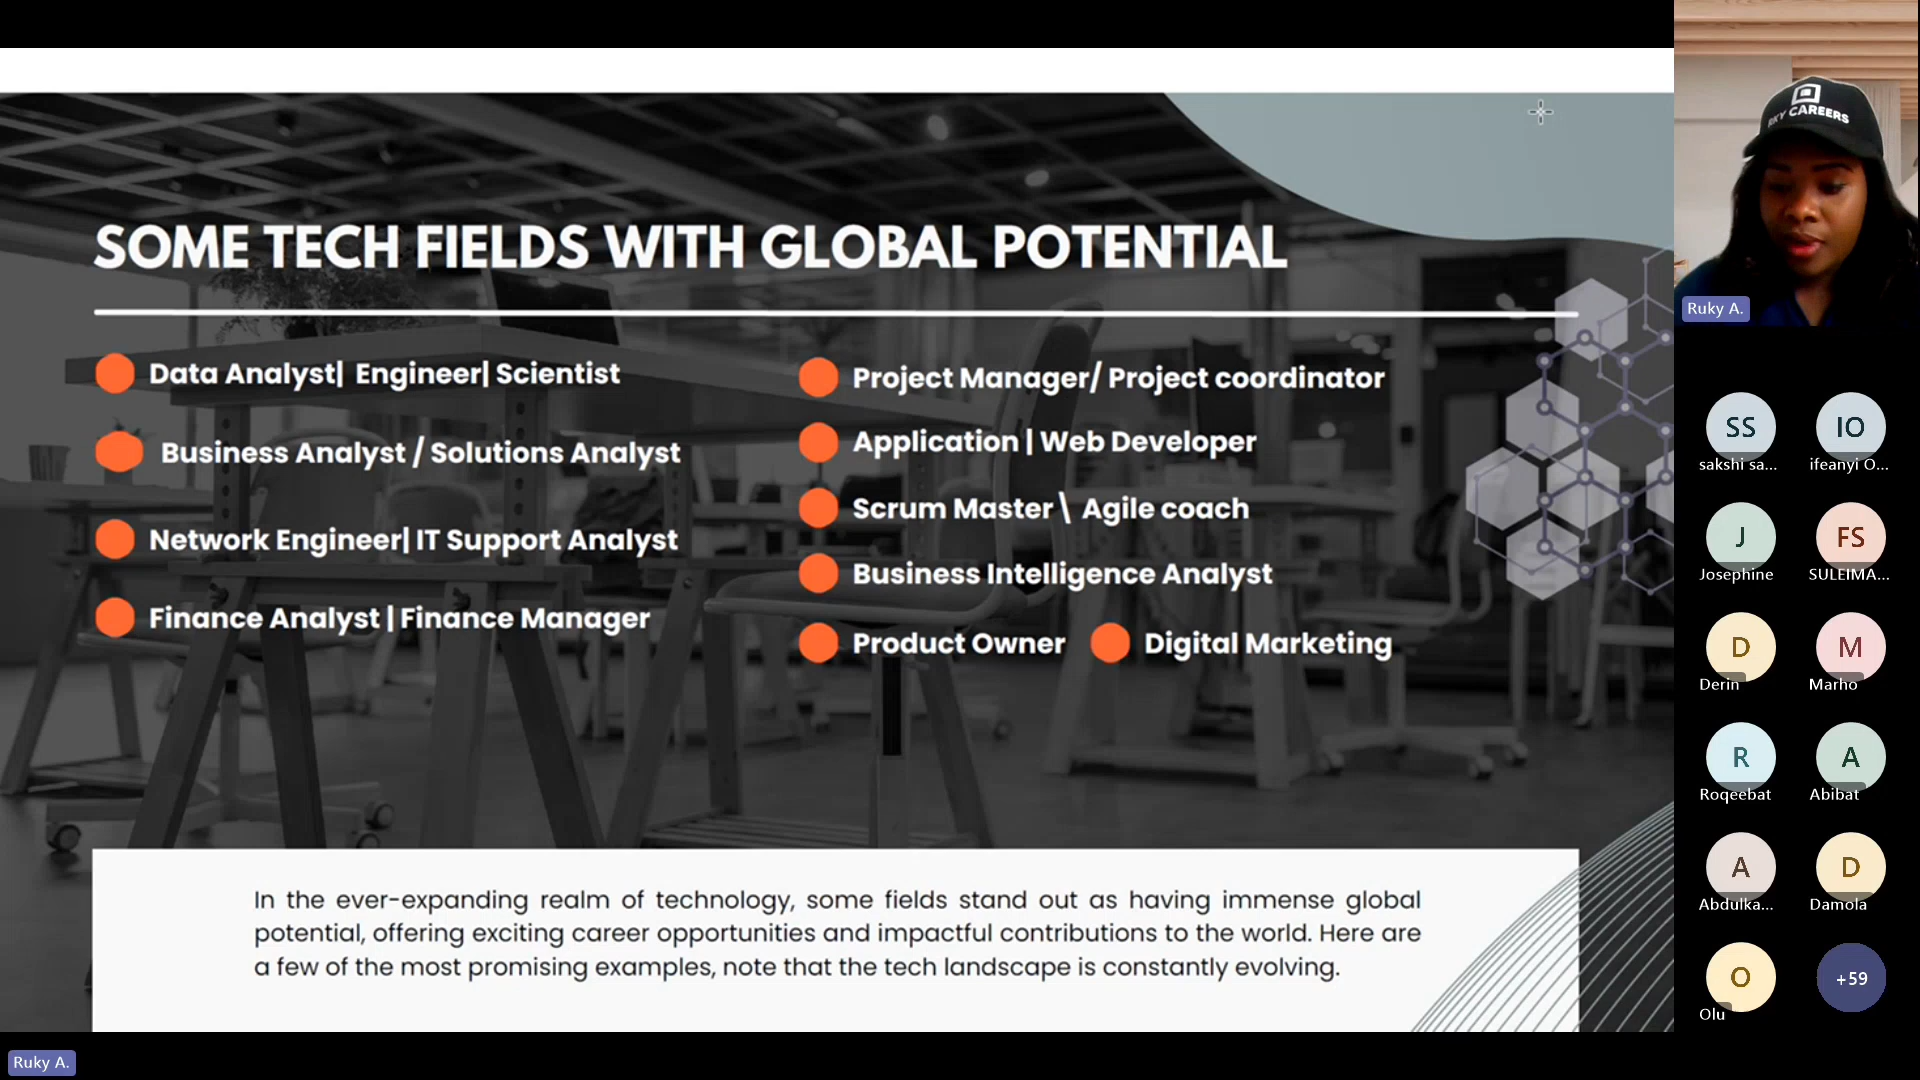 SOME TECH FIELDS WITH GLOBAL POTENTIAL
Data Analyst| Engineer| Scientist
Business Analyst / Solutions Analyst
Network Engineer| IT Support Analyst
Finance Analyst | Finance Manager
Project Manager/ Project coordinator
Application | Web Developer
Scrum Master \ Agile coach
Business Intelligence Analyst
Product Owner
Digital Marketing
In the ever-expanding realm of technology, some fields stand out as having immense global
potential, offering exciting career opportunities and impactful contributions to the world. Here are
a few of the most promising examples, note that the tech landscape is constantly evolving.
Ruky A.
RKY CAREERS
Ruky A.
SS
sakshi sa...
IO
ifeanyi O...
J
Josephine
FS
SULEIMA...
D
Derin
M
Marho
R
Roqeebat
A
Abibat
A
Abdulka...
D
Damola
O
Olu
+59